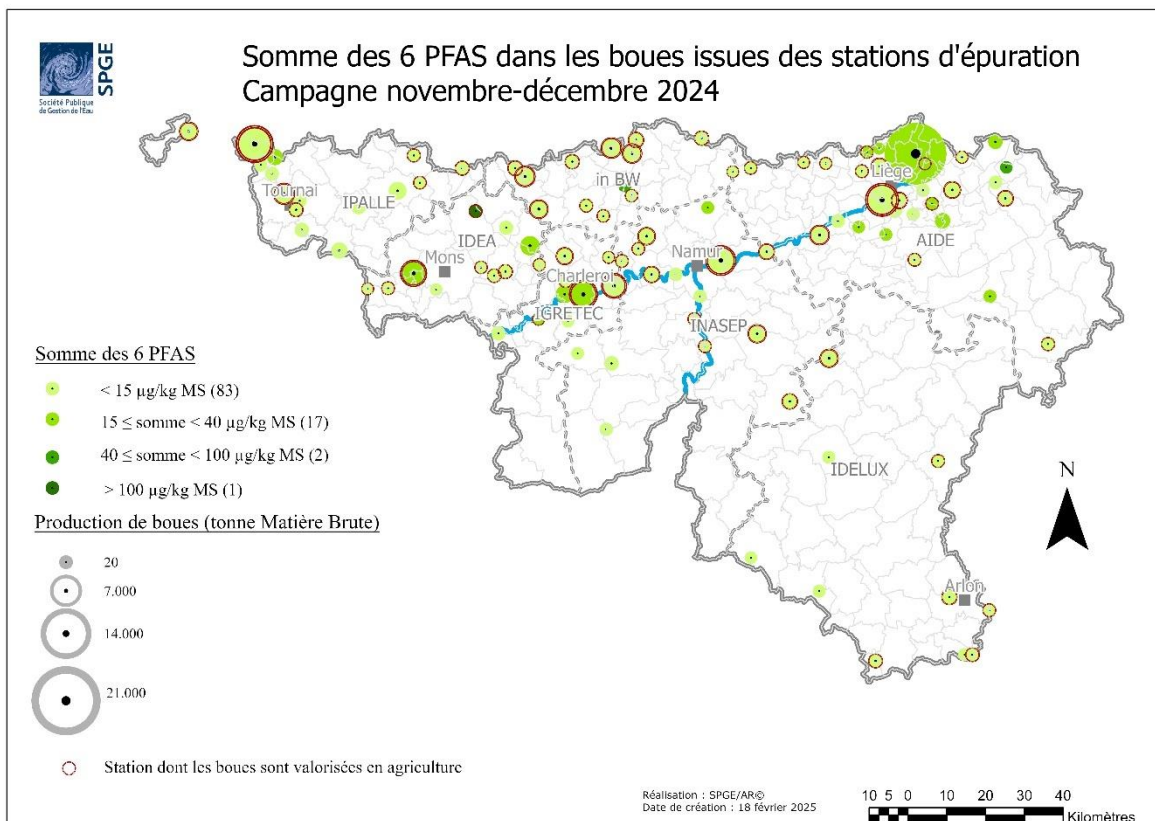 SPGE
Société Publique
de Gestion de l'Eau
Somme des 6 PFAS dans les boues issues des stations d'épuration
Campagne novembre-décembre 2024
Tournai
IPALLE
in BW
Liège
IDEA
Mons
AIDE
Namur
Charleroi
IGRETEC
INASEP
IDELUX
Arlon
Somme des 6 PFAS
< 15 µg/kg MS (83)
15 ≤ somme < 40 µg/kg MS (17)
40 ≤ somme < 100 µg/kg MS (2)
> 100 µg/kg MS (1)
Production de boues (tonne Matière Brute)
20
7.000
14.000
21.000
Station dont les boues sont valorisées en agriculture
N
Réalisation : SPGE/AR©
Date de création : 18 février 2025
10 5 0 10 20 30 40
Kilomètres